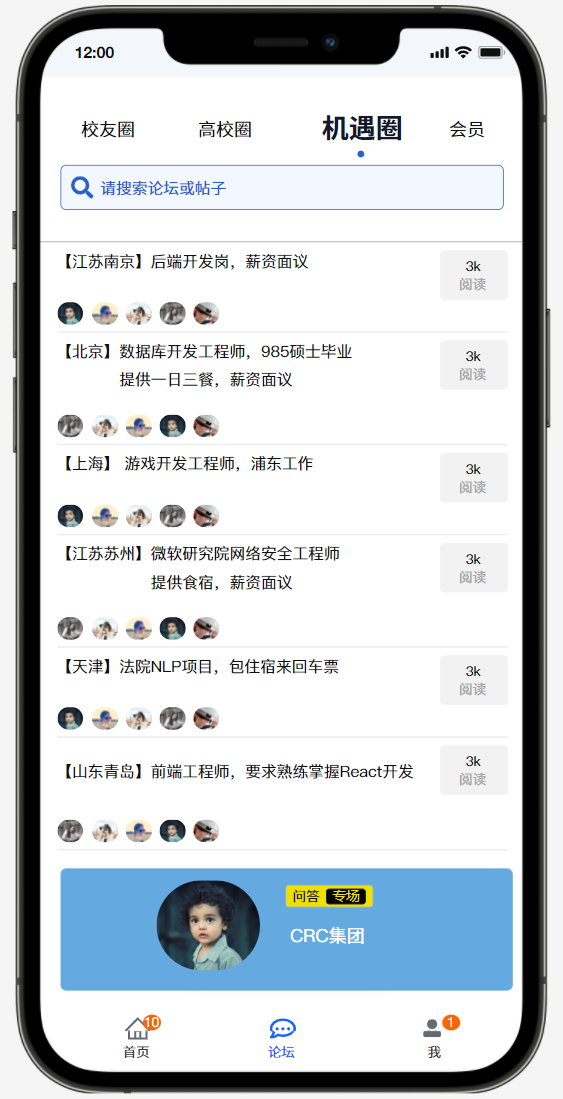 12:00
校友圈 高校圈 机遇圈 会员
请搜索论坛或帖子
【江苏南京】后端开发岗，薪资面议
3k
阅读
【北京】数据库开发工程师，985硕士毕业
提供一日三餐，薪资面议
3k
阅读
【上海】 游戏开发工程师，浦东工作
3k
阅读
【江苏苏州】微软研究院网络安全工程师
提供食宿，薪资面议
3k
阅读
【天津】法院NLP项目，包住宿来回车票
3k
阅读
【山东青岛】前端工程师，要求熟练掌握React开发
3k
阅读
问答 专场
CRC集团
10 1
首页 论坛 我